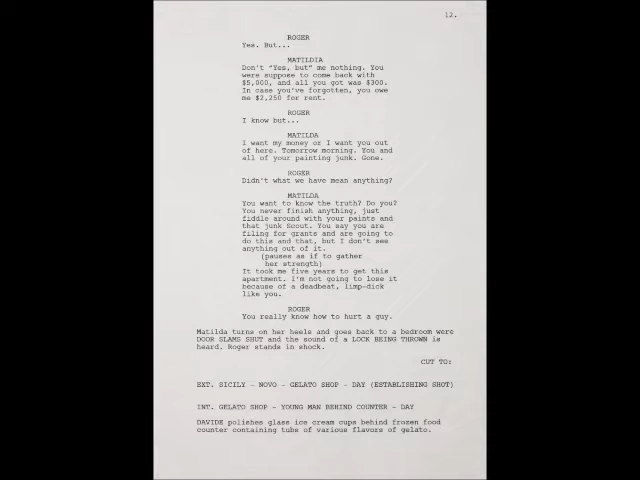 12.
ROGER
Yes. But...
MATILDIA
Don't "Yes, but" me nothing. You
were suppose to come back with
$5,000, and all you got was $300.
In case you've forgotten, you owe
me $2,250 for rent.
ROGER
I know but...
MATILDA
I want my money or I want you out
of here. Tomorrow morning. You and
all of your painting junk. Gone.
ROGER
Didn't what we have mean anything?
MATILDA
You want to know the truth? Do you?
You never finish anything, just
fiddle around with your paints and
that junk Scout. You say you are
filing for grants and are going to
do this and that, but I don't see
anything out of it.
(pauses as if to gather
her strength)
It took me five years to get this
apartment. I'm not going to lose it
because of a deadbeat, limp-dick
like you.
ROGER
You really know how to hurt a guy.
Matilda turns on her heels and goes back to a bedroom were
DOOR SLAMS SHUT and the sound of a LOCK BEING THROWN is
heard. Roger stands in shock.
CUT TO:
EXT. SICILY - NOVO - GELATO SHOP - DAY (ESTABLISHING SHOT)
INT. GELATO SHOP - YOUNG MAN BEHIND COUNTER - DAY
DAVIDE polishes glass ice cream cups behind frozen food
counter containing tubs of various flavors of gelato.